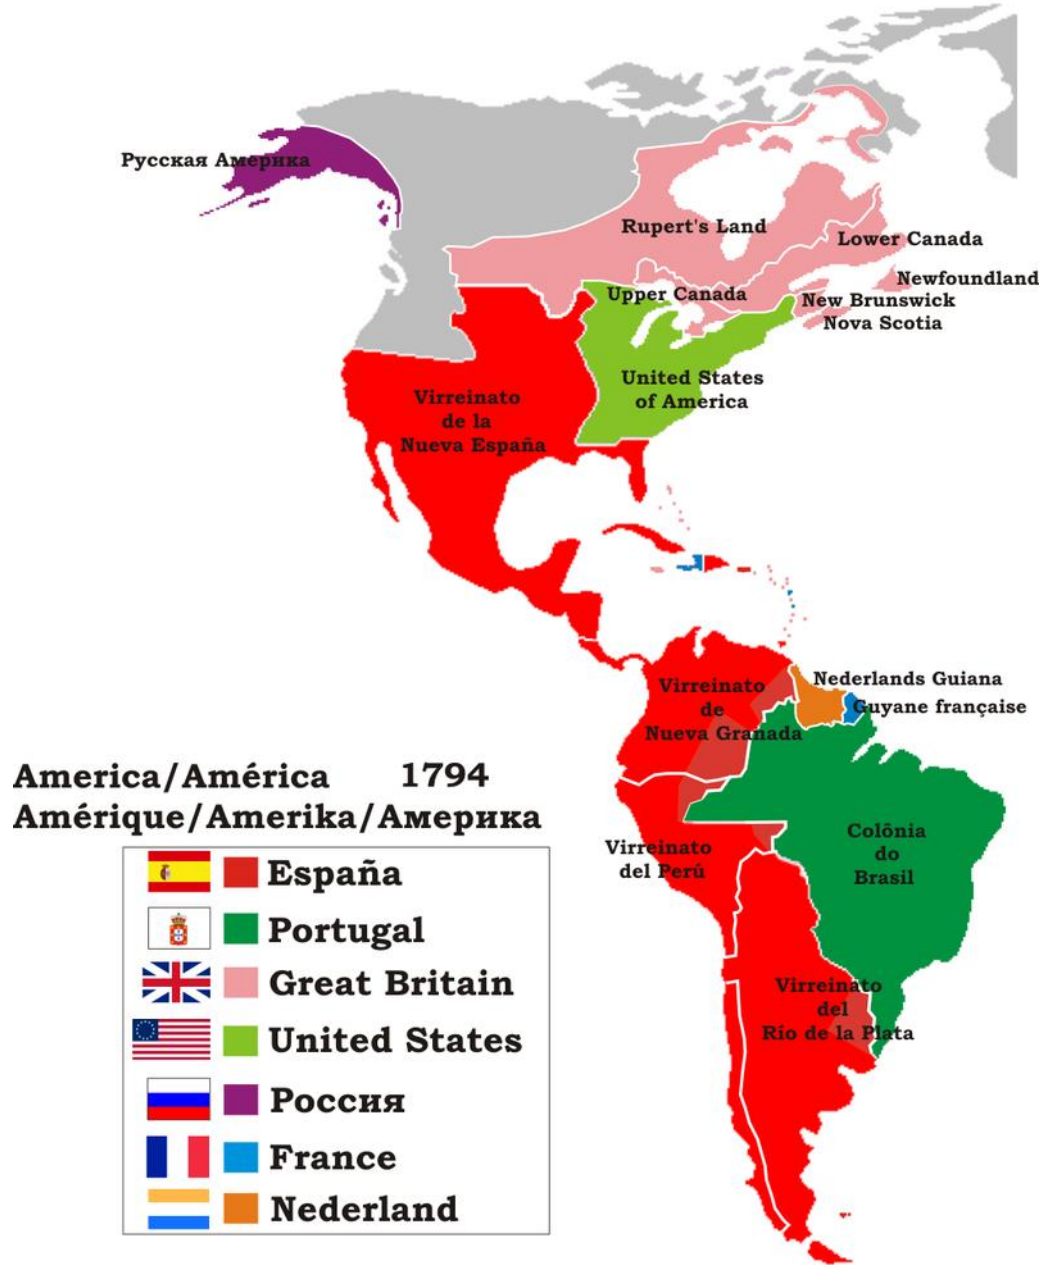 Русская Америка
Rupert's Land
Lower Canada
Newfoundland
Upper Canada
New Brunswick
Nova Scotia
United States
of America
Virreinato
de la
Nueva España
Nederlands Guiana
Guyane française
Virreinato
de
Nueva Granada
America/América 1794
Amérique/Amerika/Америка
Virreinato
del Perú
Colônia
do
Brasil
Virreinato
del
Río de la Plata
España
Portugal
Great Britain
United States
Россия
France
Nederland